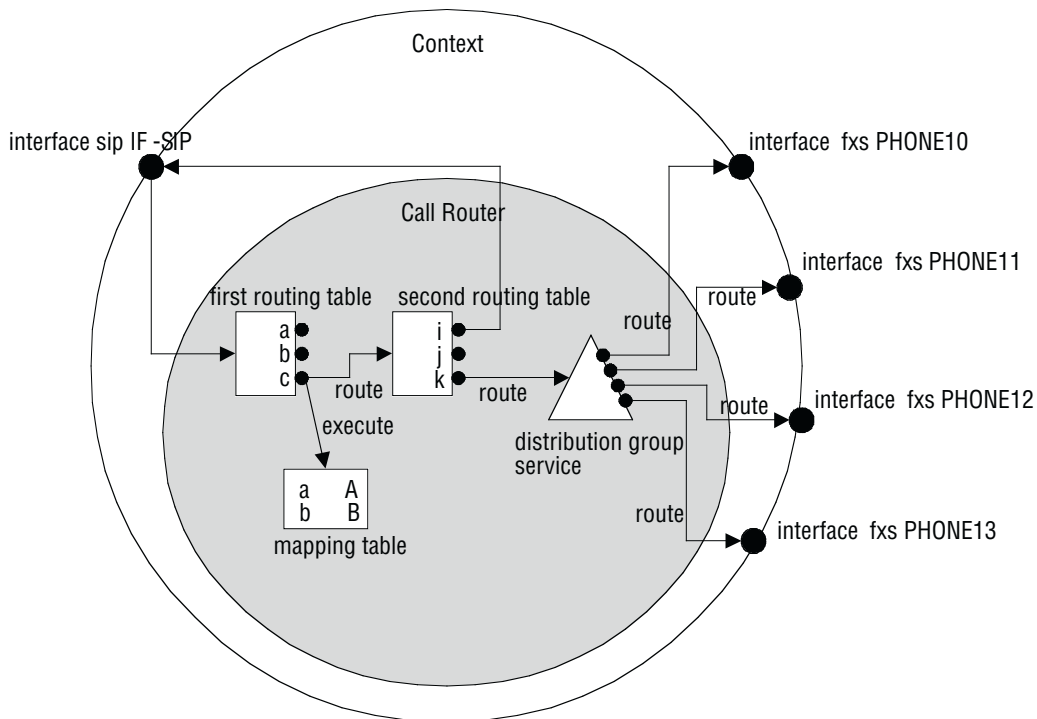 Context
interface sip IF -SIP
interface fxs PHONE10
Call Router
interface fxs PHONE11
first routing table
second routing table
route
a
b
c
i
j
k
route
route
route
route
execute
interface fxs PHONE12
distribution group
service
a A
b B
mapping table
route
interface fxs PHONE13